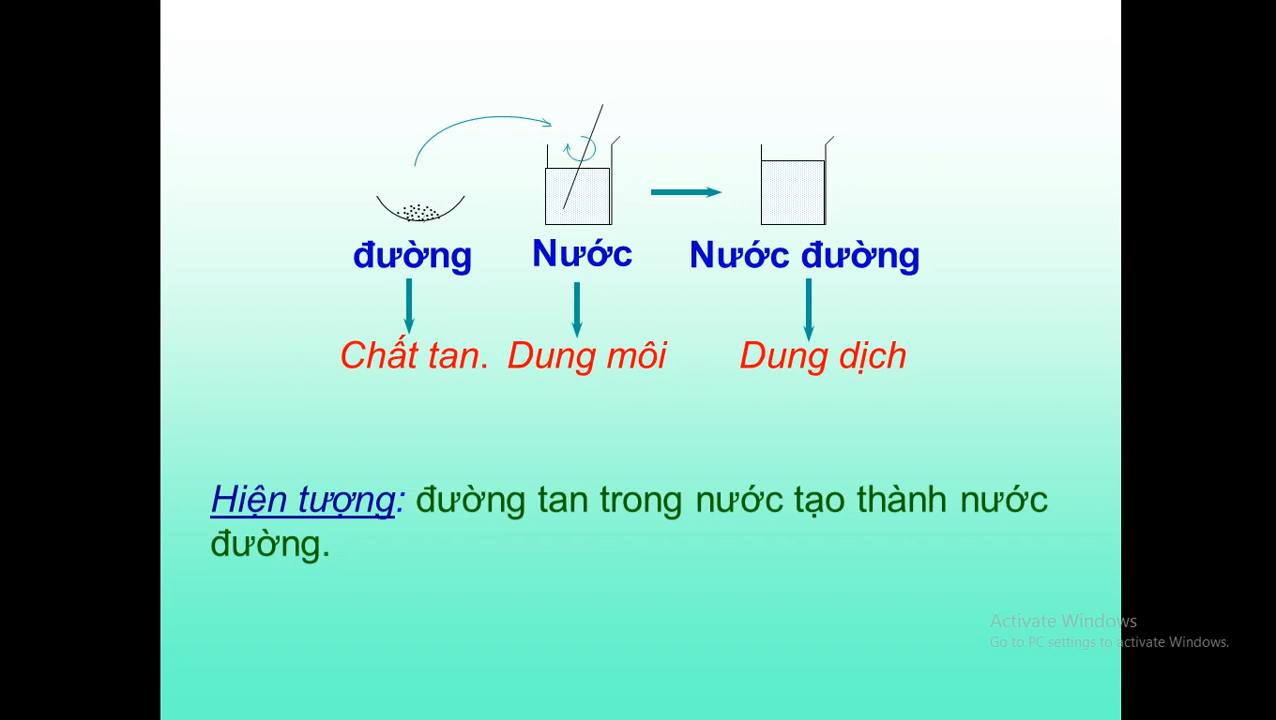 đường Nước Nước đường
Chất tan. Dung môi Dung dịch
Hiện tượng: đường tan trong nước tạo thành nước
đường.
Activate Windows
Go to PC settings to activate Windows.